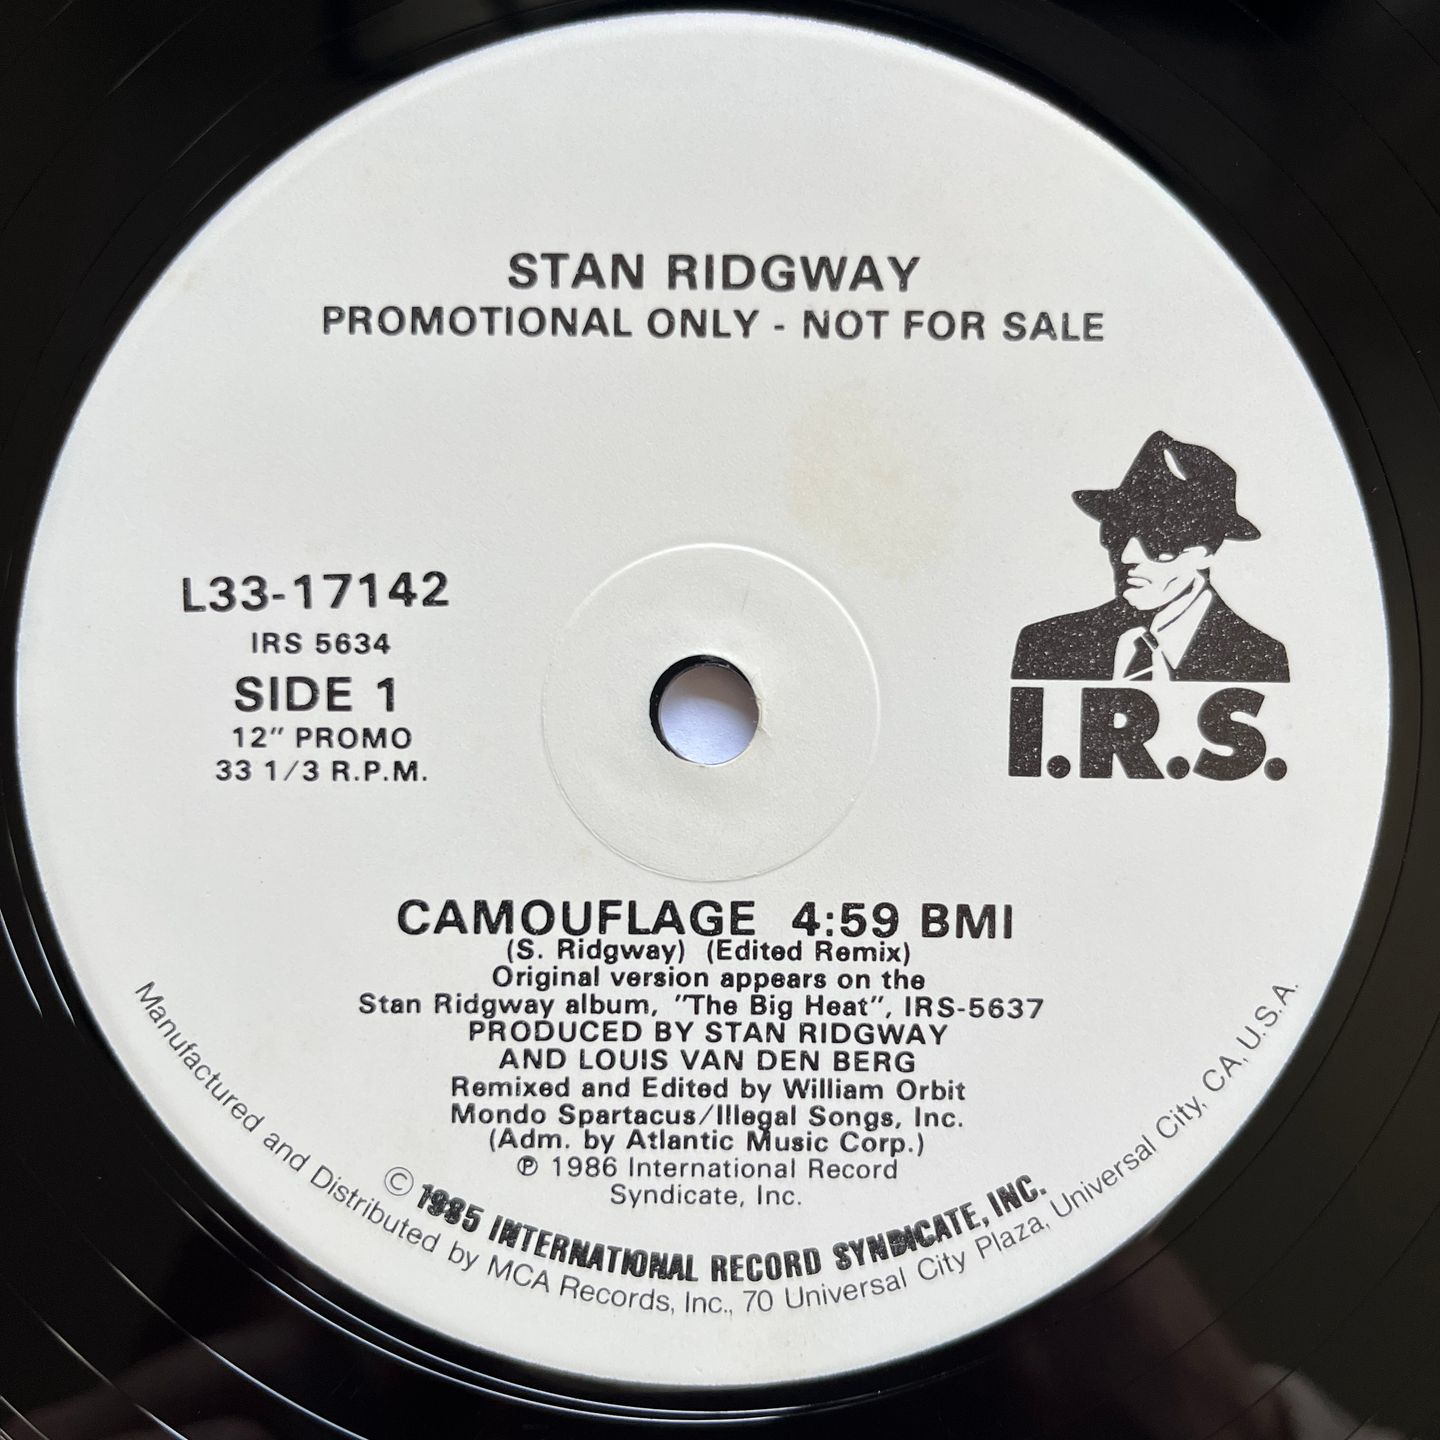 STAN RIDGWAY
PROMOTIONAL ONLY - NOT FOR SALE
L33-17142
IRS 5634
SIDE 1
12" PROMO
33 1/3 R.P.M.
I.R.S.
CAMOUFLAGE 4:59 BMI
(S. Ridgway) (Edited Remix)
Original version appears on the
Stan Ridgway album, "The Big Heat", IRS-5637
PRODUCED BY STAN RIDGWAY
AND LOUIS VAN DEN BERG
Remixed and Edited by William Orbit
Mondo Spartacus/Illegal Songs, Inc.
(Adm. by Atlantic Music Corp.)
℗ 1986 International Record
Syndicate, Inc.
© 1985 INTERNATIONAL RECORD SYNDICATE, INC.
Manufactured and Distributed by MCA Records, Inc., 70 Universal City Plaza, Universal City, CA, U.S.A.